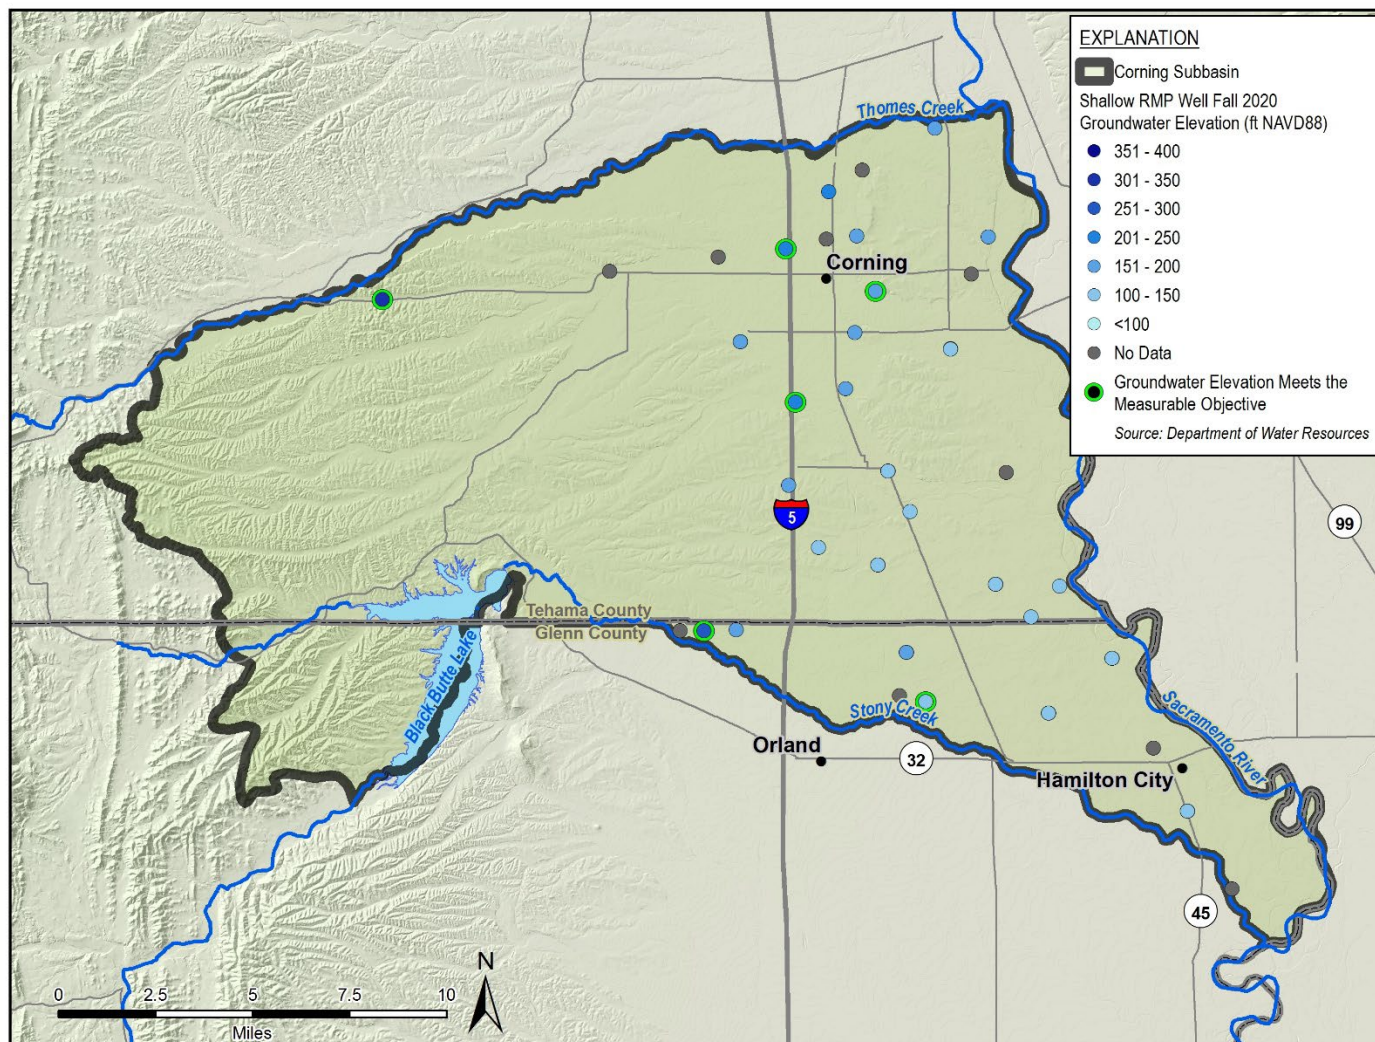 EXPLANATION
Corning Subbasin
Shallow RMP Well Fall 2020
Groundwater Elevation (ft NAVD88)
351 - 400
301 - 350
251 - 300
201 - 250
151 - 200
100 - 150
<100
No Data
Groundwater Elevation Meets the
Measurable Objective
Source: Department of Water Resources
Thomes Creek
Corning
5
99
Tehama County
Glenn County
Black Butte Lake
Stony Creek
Sacramento River
Orland
32
Hamilton City
45
N
0 2.5 5 7.5 10
Miles